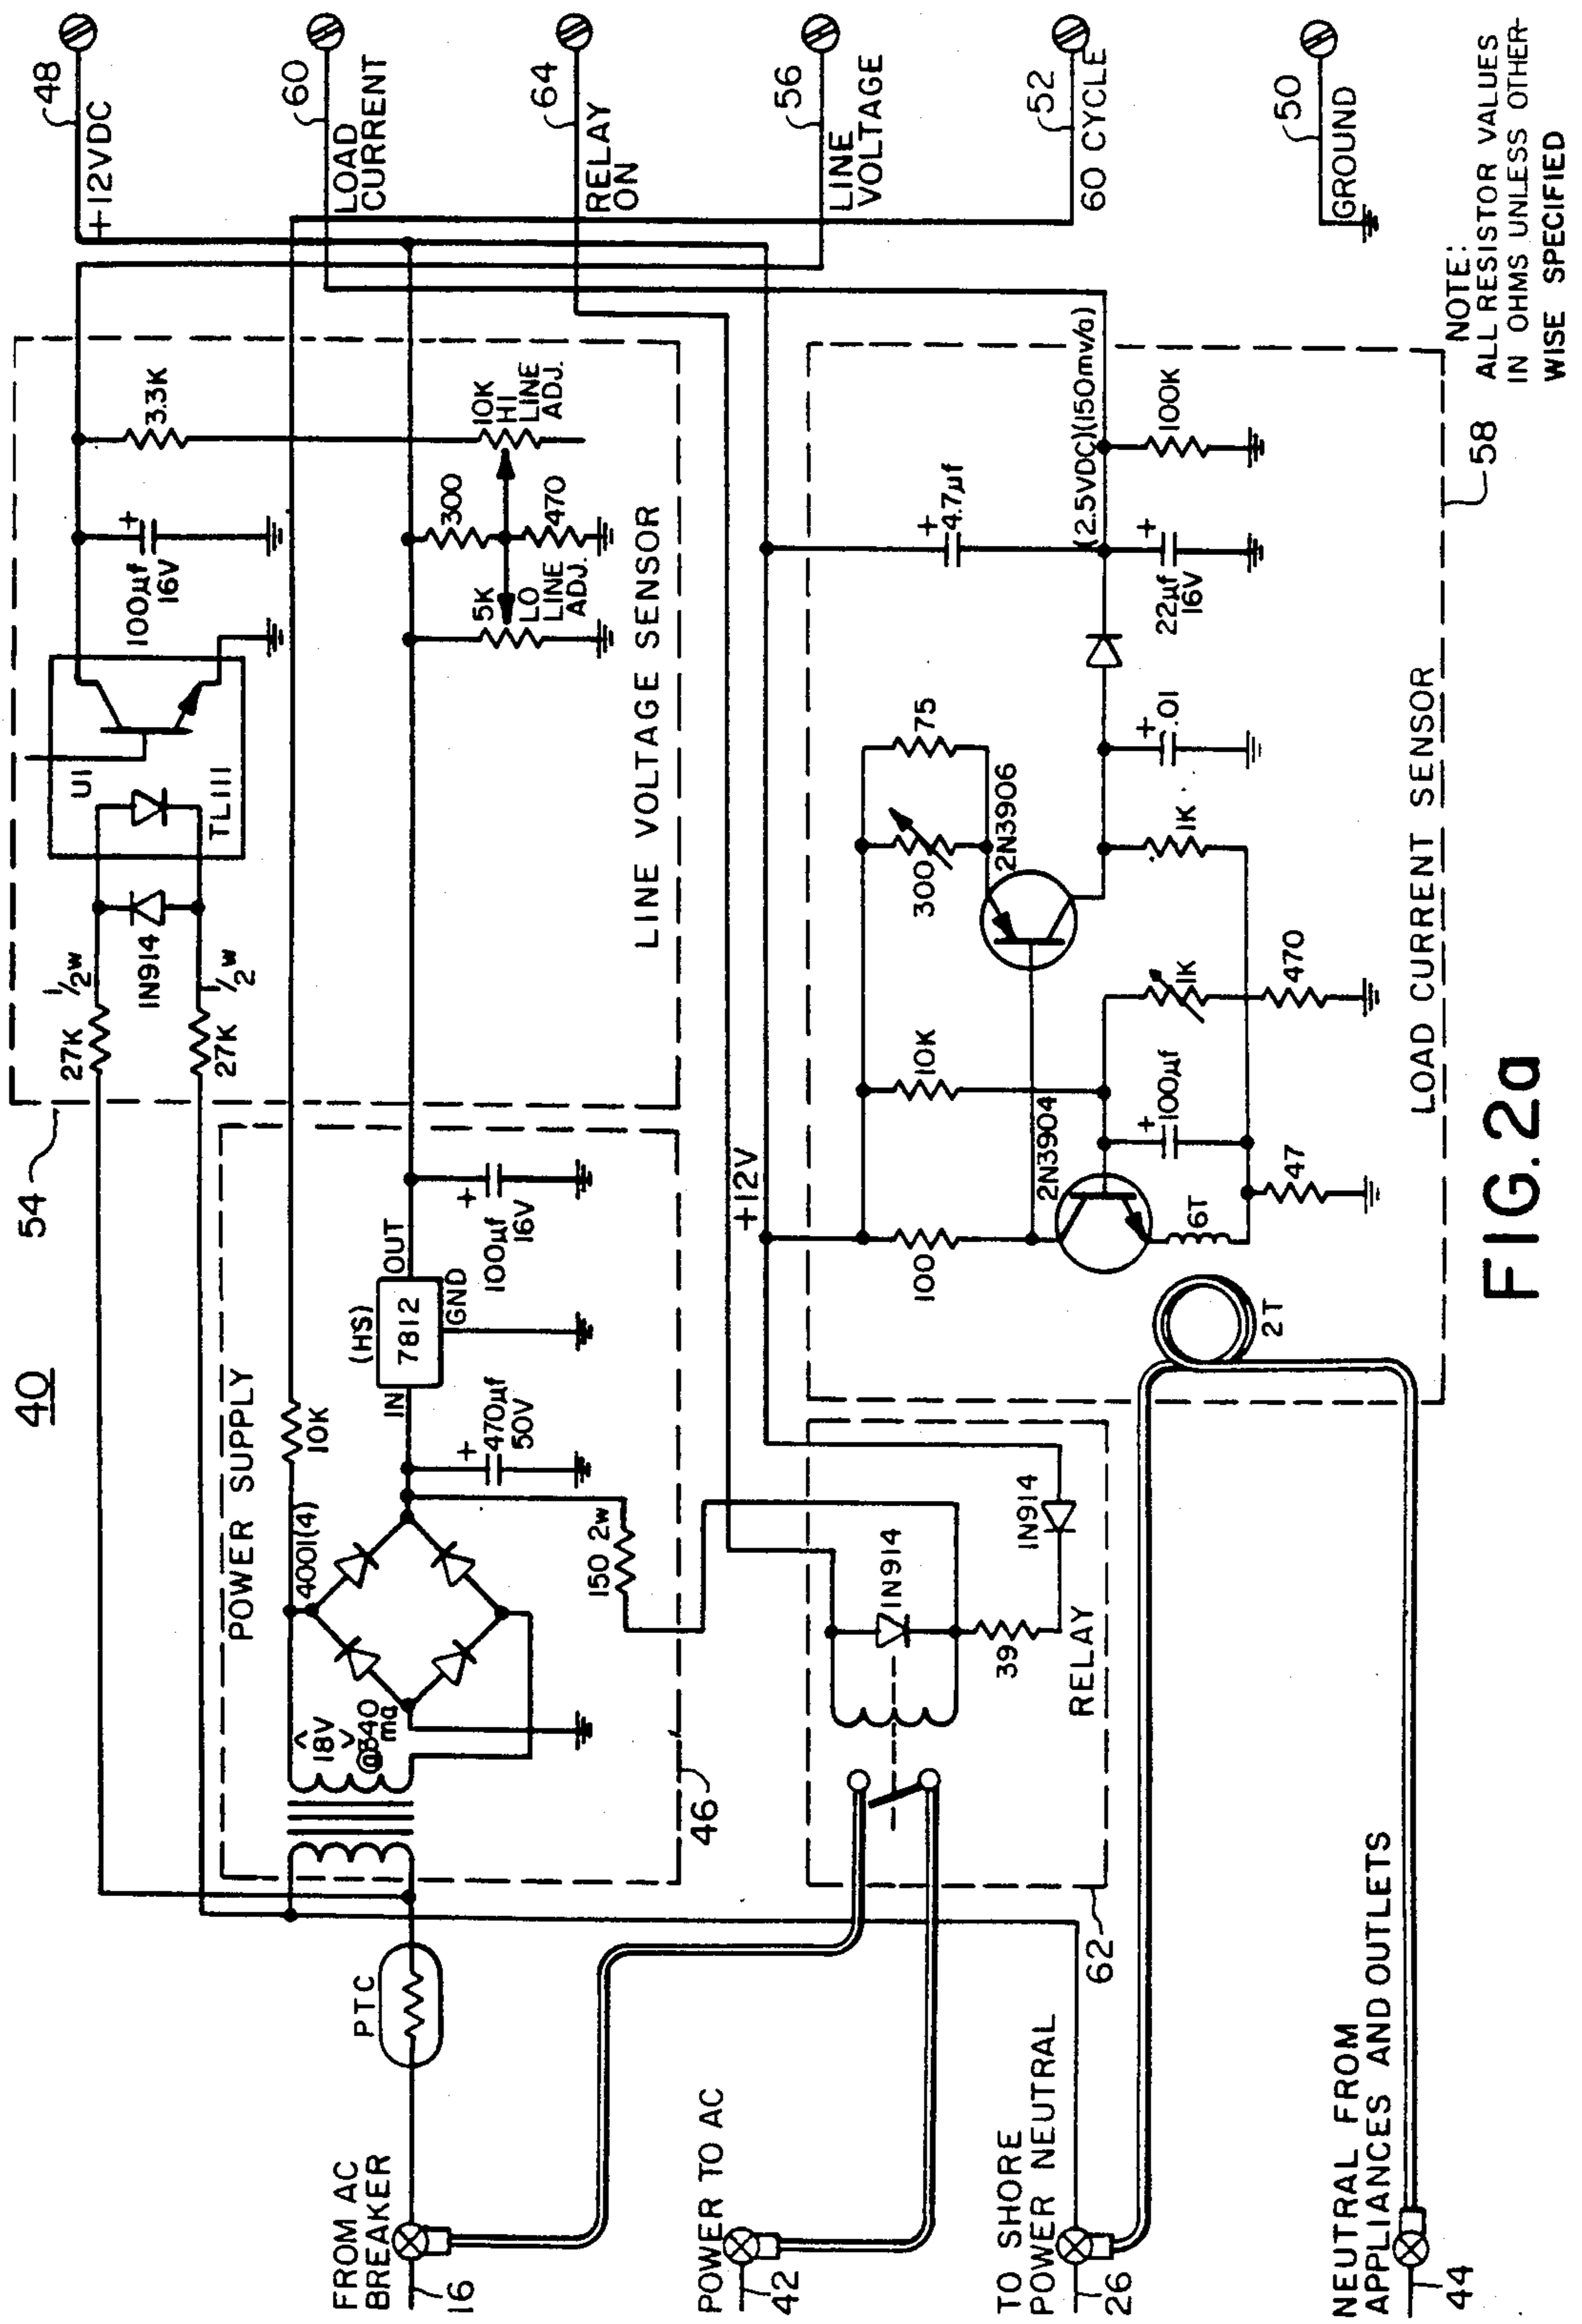 40
54
27K
1/2W
27K
1/2W
1N914
U1
TL111
100µf
16V
+
3.3K
5K
LO
LINE
ADJ.
300
470
10K
HI
LINE
ADJ.
LINE VOLTAGE SENSOR
48
+12VDC
60
LOAD
CURRENT
64
RELAY
ON
56
LINE
VOLTAGE
52
60 CYCLE
50
GROUND
NOTE:
ALL RESISTOR VALUES
IN OHMS UNLESS OTHER-
WISE SPECIFIED
POWER SUPPLY
18V
@340
ma
4001(4)
10K
(HS)
IN
7812
OUT
GND
+
470µf
50V
+
100µf
16V
150 2W
46
PTC
FROM AC
BREAKER
16
POWER TO AC
42
TO SHORE
POWER NEUTRAL
26
NEUTRAL FROM
APPLIANCES AND OUTLETS
44
62
RELAY
1N914
39
1N914
+12V
100
10K
2N3904
6T
2T
47
+
100µf
1K
470
300
75
2N3906
1K
+
.01
+
4.7µf
(2.5VDC)(150mv/a)
+
22µf
16V
100K
LOAD CURRENT SENSOR
58
FIG. 2a